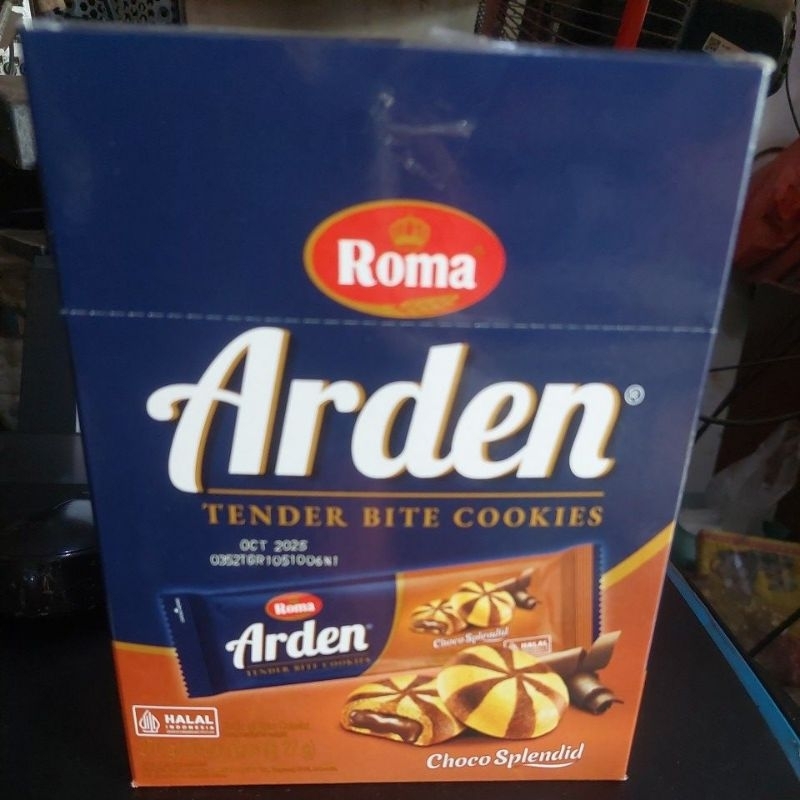 Roma
Arden®
TENDER BITE COOKIES
OCT 2025
Roma
Arden
TENDER BITE COOKIES
Choco Splendid
HALAL
HALAL
INDONESIA
Choco Splendid